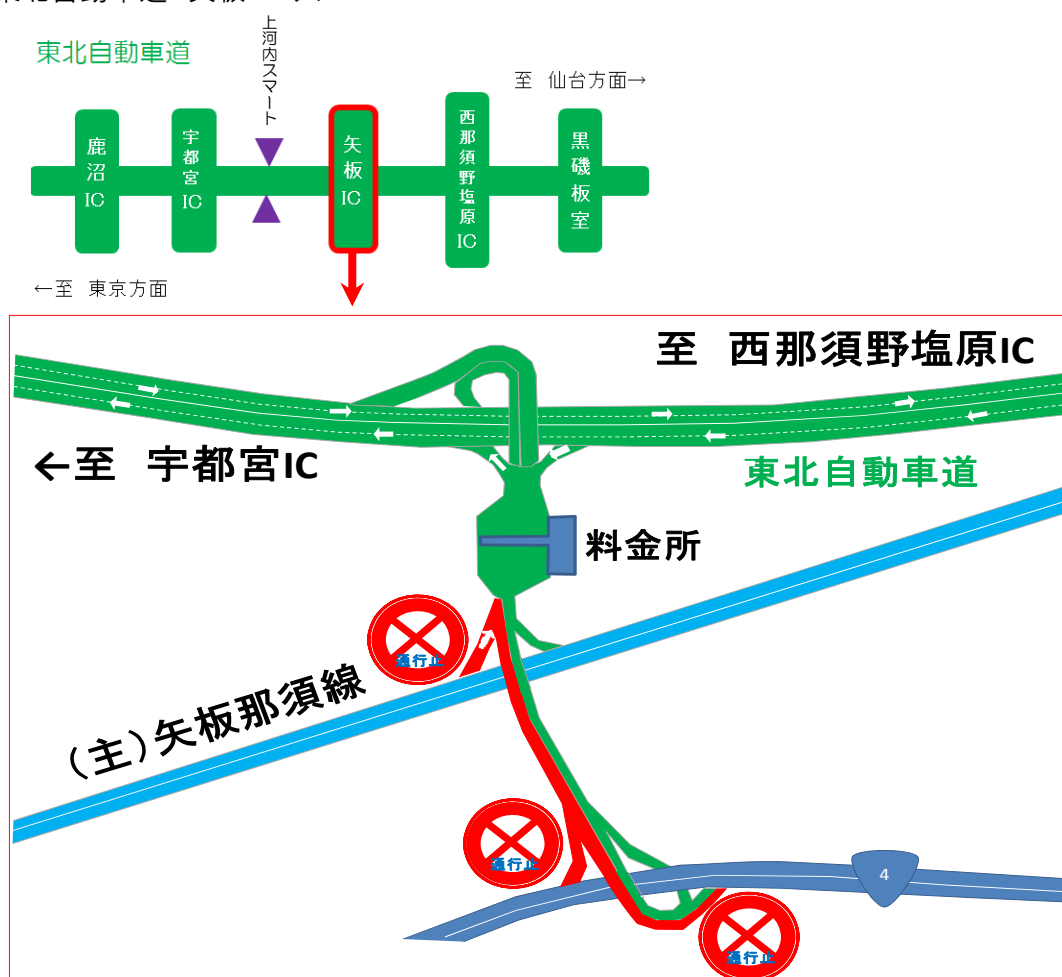 東北自動車道
上河内スマート
至 仙台方面→
鹿沼IC
宇都宮IC
矢板IC
西那須野塩原IC
黒磯板室
←至 東京方面
至 西那須野塩原IC
←至 宇都宮IC
東北自動車道
料金所
通行止
(主)矢板那須線
通行止
4
通行止